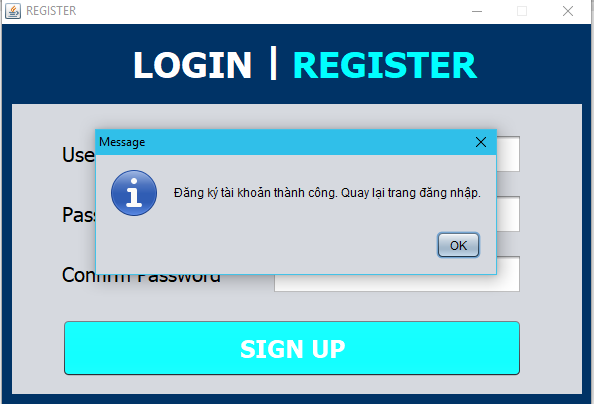 REGISTER
LOGIN | REGISTER
Message
Đăng ký tài khoản thành công. Quay lại trang đăng nhập.
OK
Confirm Password
SIGN UP